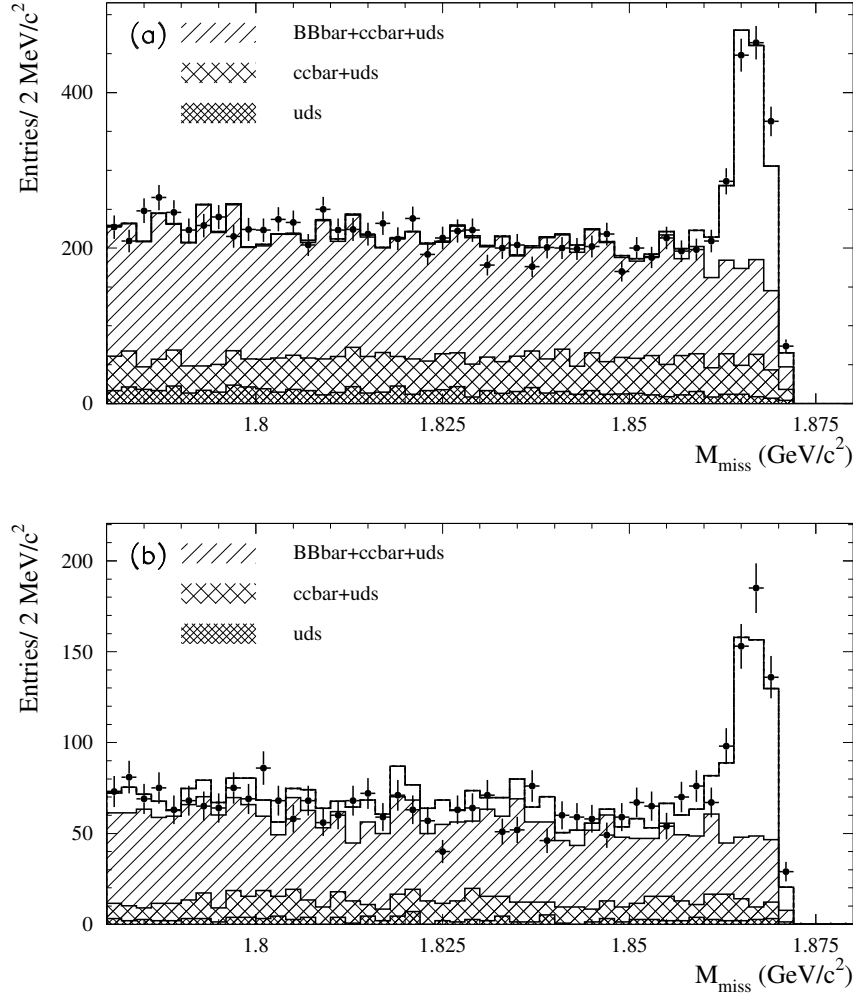 (a)
BBbar+ccbar+uds
ccbar+uds
uds
Entries/ 2 MeV/c²
400
200
0
1.8 1.825 1.85 1.875
M_miss (GeV/c²)
(b)
BBbar+ccbar+uds
ccbar+uds
uds
Entries/ 2 MeV/c²
200
150
100
50
0
1.8 1.825 1.85 1.875
M_miss (GeV/c²)